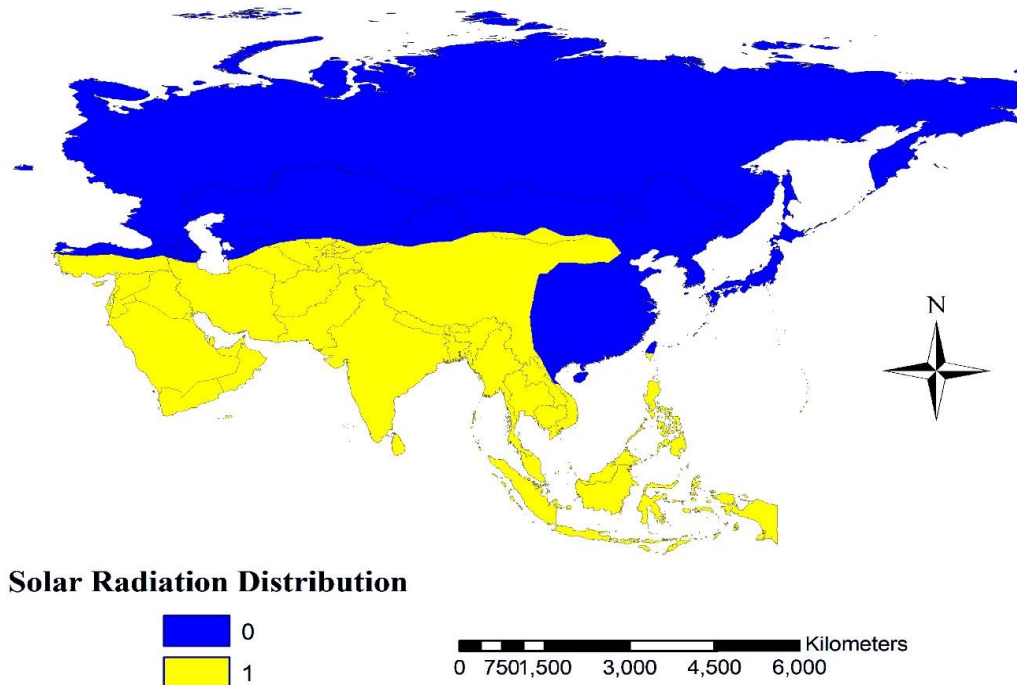 N
Solar Radiation Distribution
0
1
Kilometers
0 7501,500 3,000 4,500 6,000